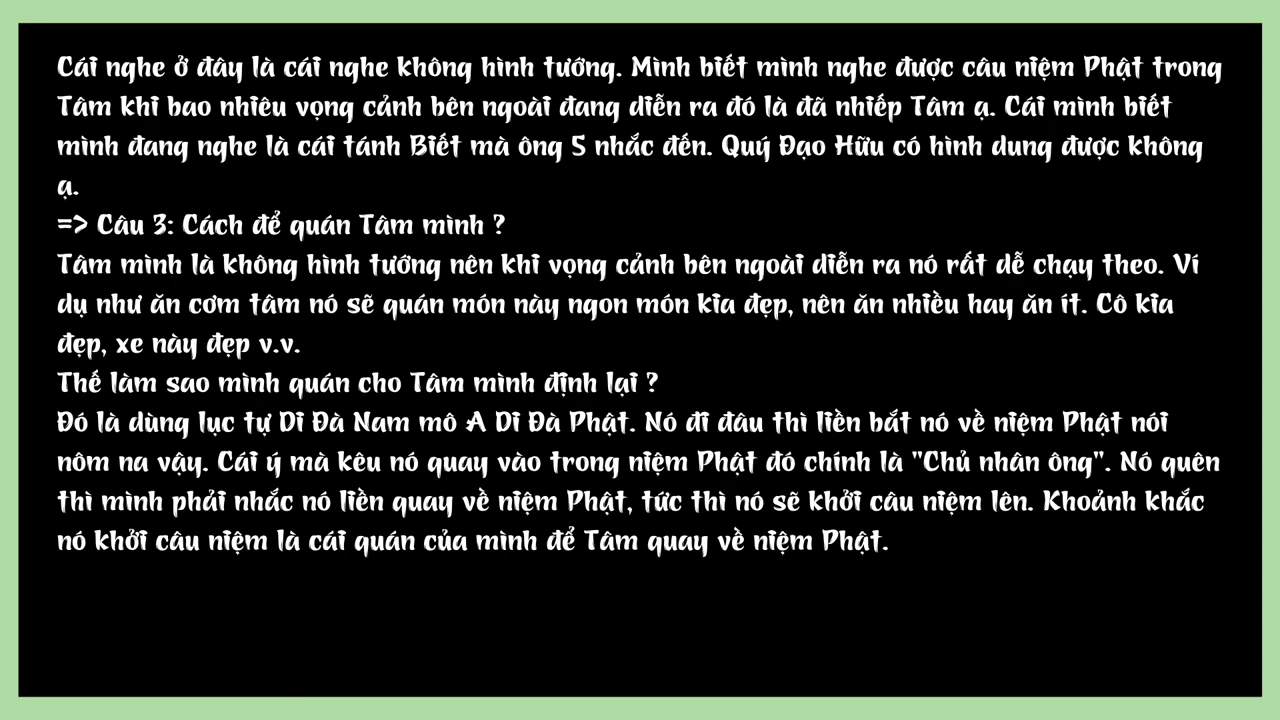 Cái nghe ở đây là cái nghe không hình tướng. Mình biết mình nghe được câu niệm Phật trong
Tâm khi bao nhiêu vọng cảnh bên ngoài đang diễn ra đó là đã nhiếp Tâm ạ. Cái mình biết
mình đang nghe là cái tánh Biết mà ông 5 nhắc đến. Quý Đạo Hữu có hình dung được không
ạ.
=> Câu 3: Cách để quán Tâm mình ?
Tâm mình là không hình tướng nên khi vọng cảnh bên ngoài diễn ra nó rất dễ chạy theo. Ví
dụ như ăn cơm tâm nó sẽ quán món này ngon món kia đẹp, nên ăn nhiều hay ăn ít. Cô kia
đẹp, xe này đẹp v.v.
Thế làm sao mình quán cho Tâm mình định lại ?
Đó là dùng lục tự Di Đà Nam mô A Di Đà Phật. Nó đi đâu thì liền bắt nó về niệm Phật nói
nôm na vậy. Cái ý mà kêu nó quay vào trong niệm Phật đó chính là "Chủ nhân ông". Nó quên
thì mình phải nhắc nó liền quay về niệm Phật, tức thì nó sẽ khởi câu niệm lên. Khoảnh khắc
nó khởi câu niệm là cái quán của mình để Tâm quay về niệm Phật.